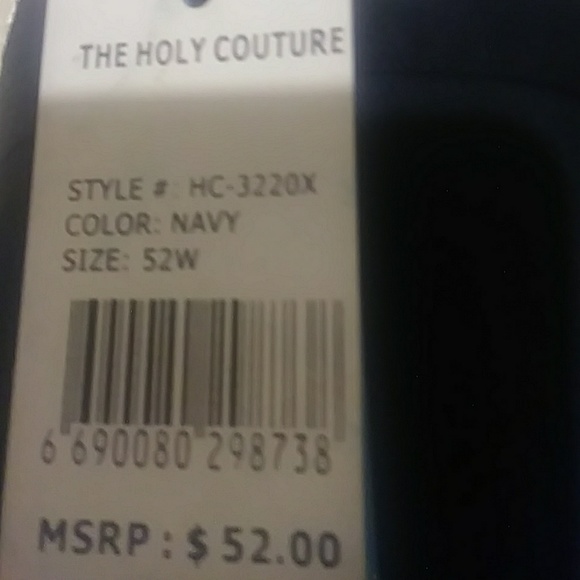 THE HOLY COUTURE
STYLE #: HC-3220X
COLOR: NAVY
SIZE: 52W
6 690080 298738
MSRP : $ 52.00